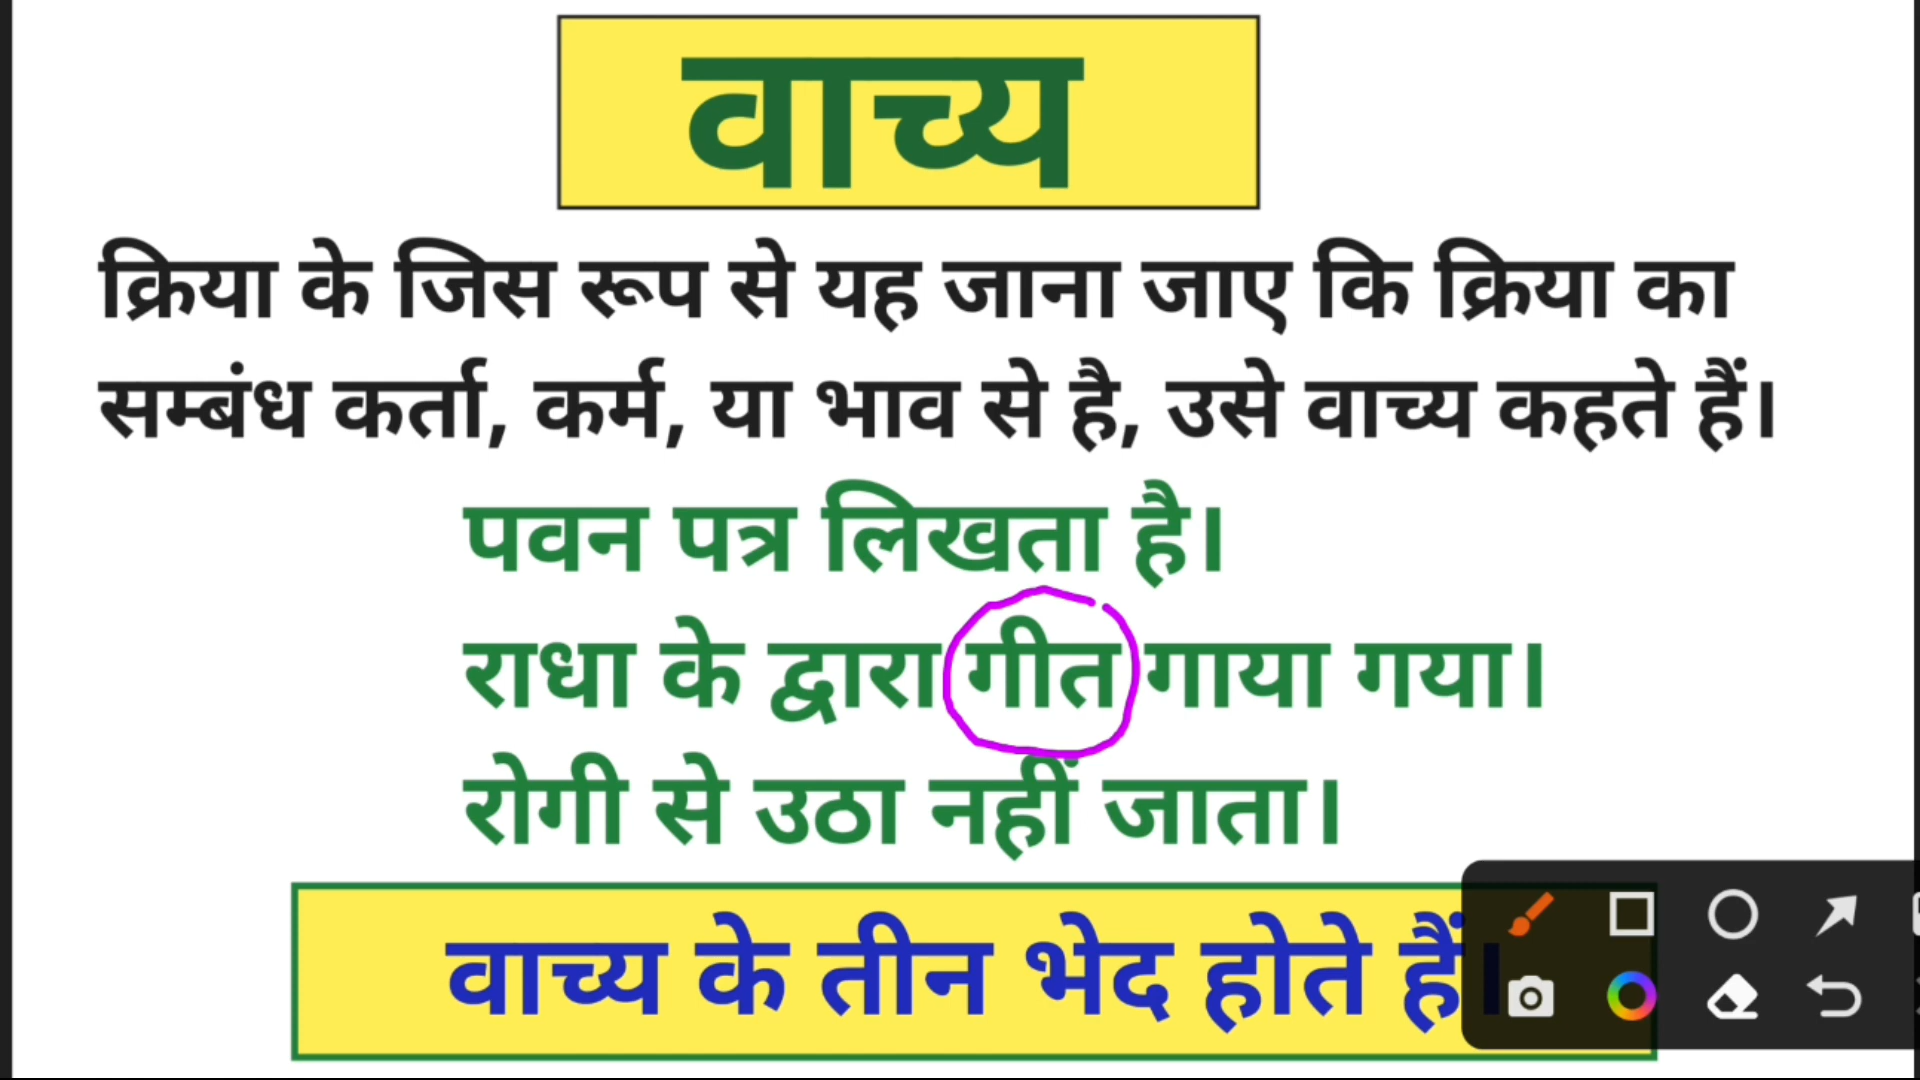 वाच्य
क्रिया के जिस रूप से यह जाना जाए कि क्रिया का
सम्बंध कर्ता, कर्म, या भाव से है, उसे वाच्य कहते हैं।
पवन पत्र लिखता है।
राधा के द्वारा गीत गाया गया।
रोगी से उठा नहीं जाता।
वाच्य के तीन भेद होते हैं।